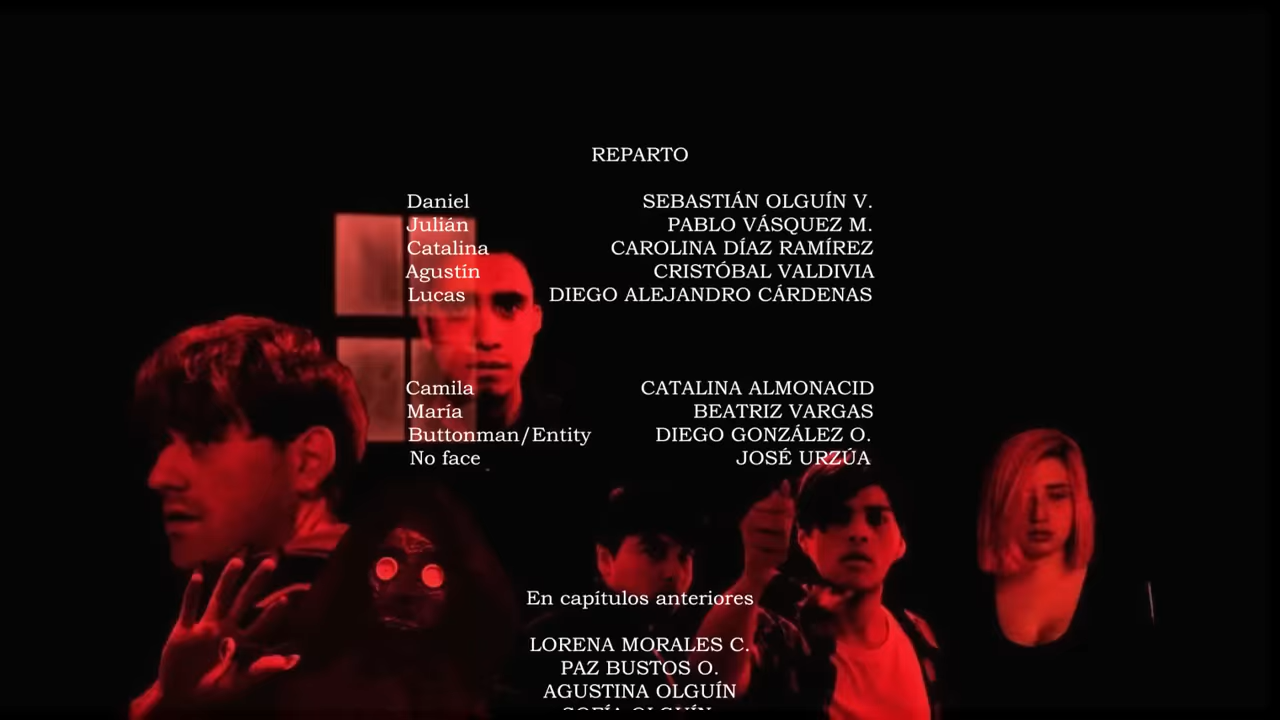 REPARTO
Daniel SEBASTIÁN OLGUÍN V.
Julián PABLO VÁSQUEZ M.
Catalina CAROLINA DÍAZ RAMÍREZ
Agustín CRISTÓBAL VALDIVIA
Lucas DIEGO ALEJANDRO CÁRDENAS
Camila CATALINA ALMONACID
María BEATRIZ VARGAS
Buttonman/Entity DIEGO GONZÁLEZ O.
No face JOSÉ URZÚA
En capítulos anteriores
LORENA MORALES C.
PAZ BUSTOS O.
AGUSTINA OLGUÍN
SOFÍA OLGUÍN